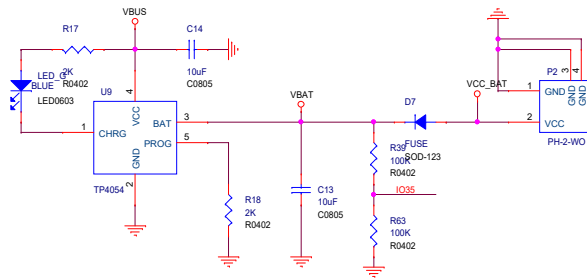 VBUS
R17
2K
R0402
C14
10uF
C0805
LED_G
BLUE
LED0603
U9
4
VCC
1
CHRG
BAT
3
PROG
5
GND
2
TP4054
R18
2K
R0402
VBAT
C13
10uF
C0805
D7
FUSE
SOD-123
R39
100K
R0402
IO35
R63
100K
R0402
VCC_BAT
P2
3
4
GND
GND
1
GND
2
VCC
PH-2-WO